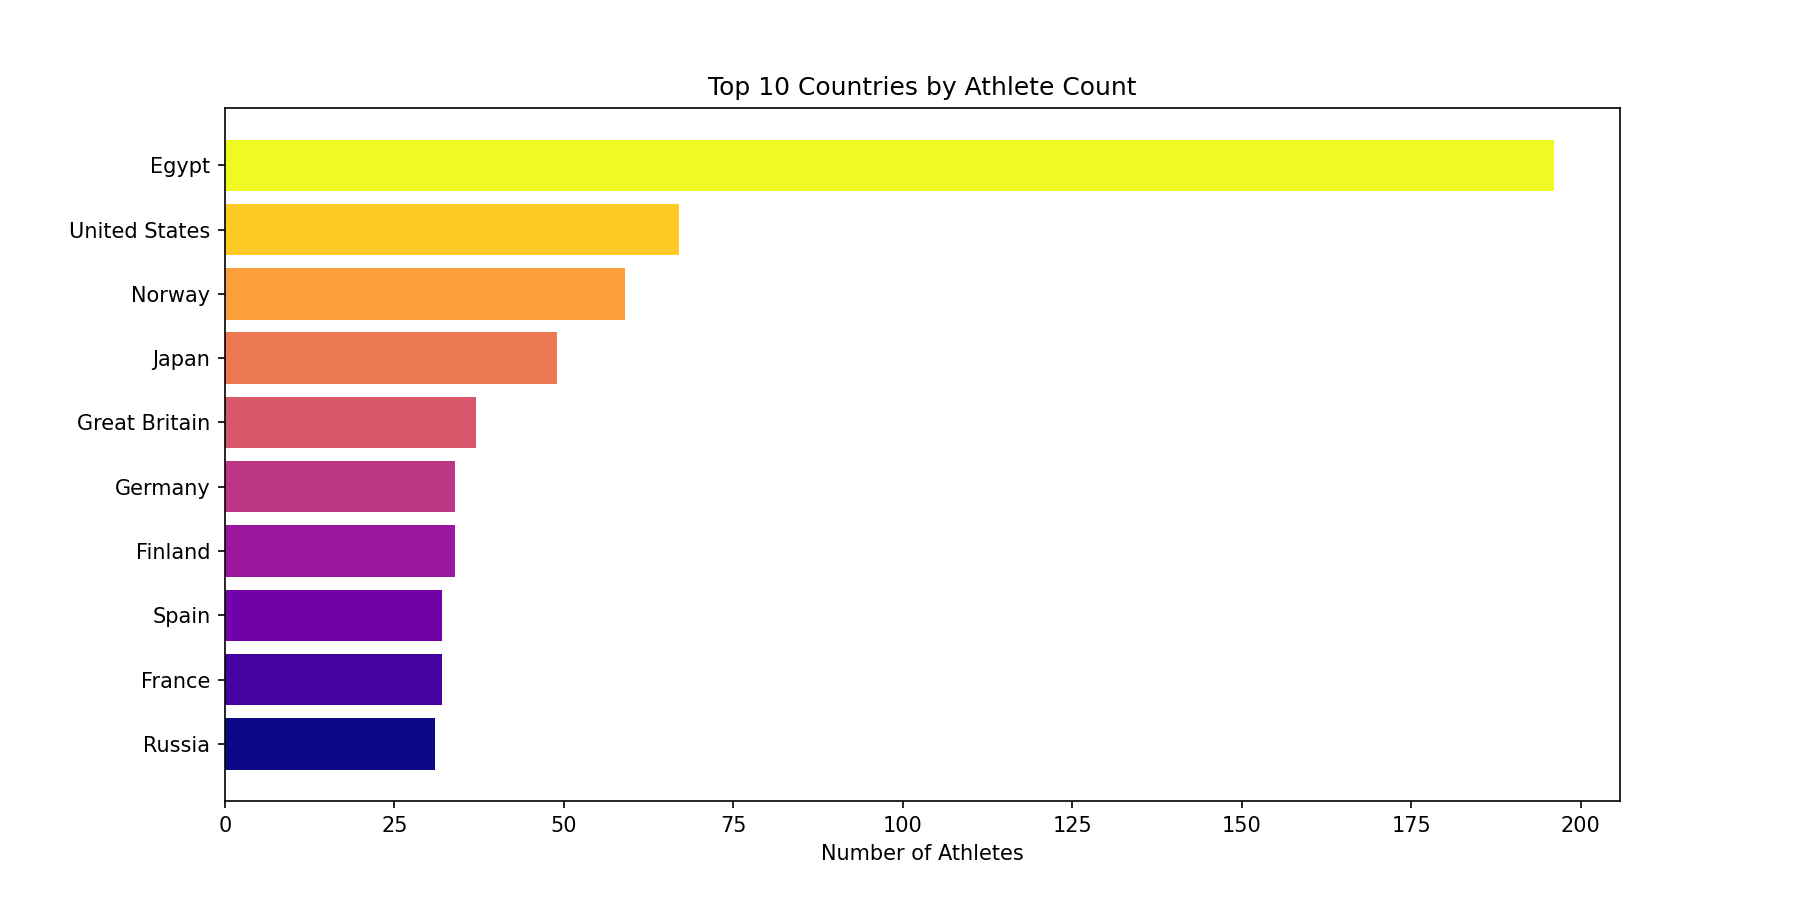 Top 10 Countries by Athlete Count
Egypt
United States
Norway
Japan
Great Britain
Germany
Finland
Spain
France
Russia
0 25 50 75 100 125 150 175 200
Number of Athletes